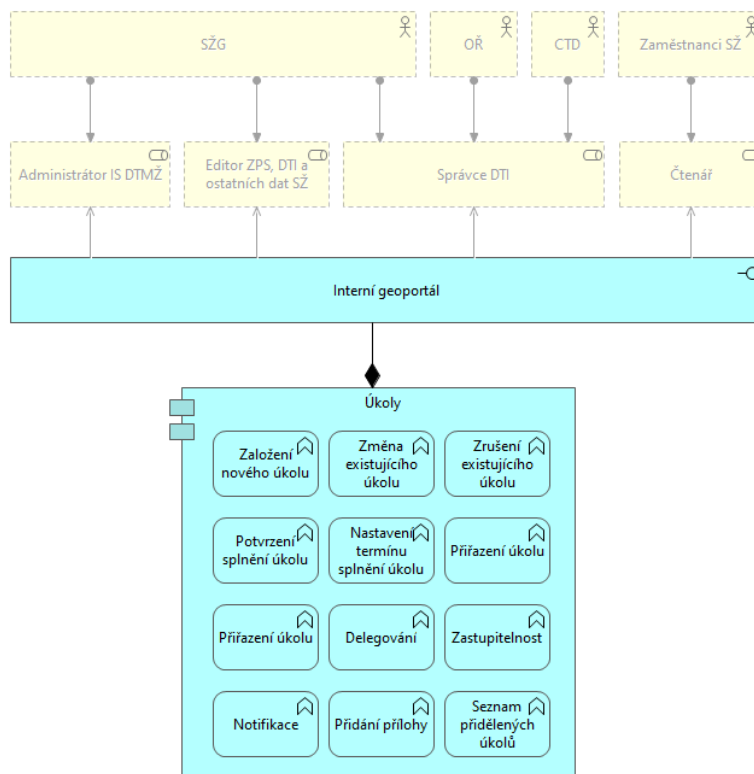 SŽG
OŘ
CTD
Zaměstnanci SŽ
Administrátor IS DTMŽ
Editor ZPS, DTI a
ostatních dat SŽ
Správce DTI
Čtenář
Interní geoportál
Úkoly
Založení
nového úkolu
Změna
existujícího
úkolu
Zrušení
existujícího
úkolu
Potvrzení
splnění úkolu
Nastavení
termínu
splnění úkolu
Přiřazení úkolu
Přiřazení úkolu
Delegování
Zastupitelnost
Notifikace
Přidání přílohy
Seznam
přidělených
úkolů